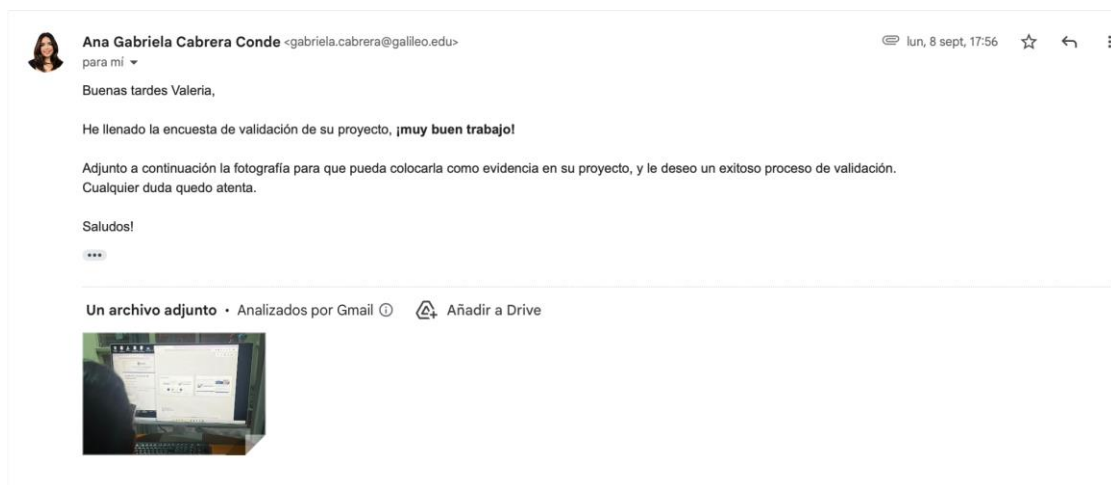 Ana Gabriela Cabrera Conde <gabriela.cabrera@galileo.edu>
lun, 8 sept, 17:56
para mí
Buenas tardes Valeria,
He llenado la encuesta de validación de su proyecto, ¡muy buen trabajo!
Adjunto a continuación la fotografía para que pueda colocarla como evidencia en su proyecto, y le deseo un exitoso proceso de validación.
Cualquier duda quedo atenta.
Saludos!
Un archivo adjunto • Analizados por Gmail
Añadir a Drive